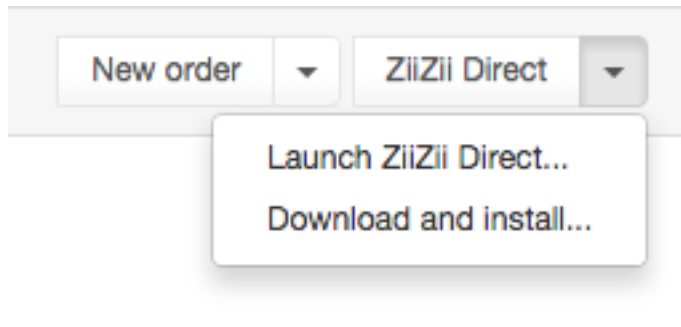 New order
ZiiZii Direct
Launch ZiiZii Direct...
Download and install...